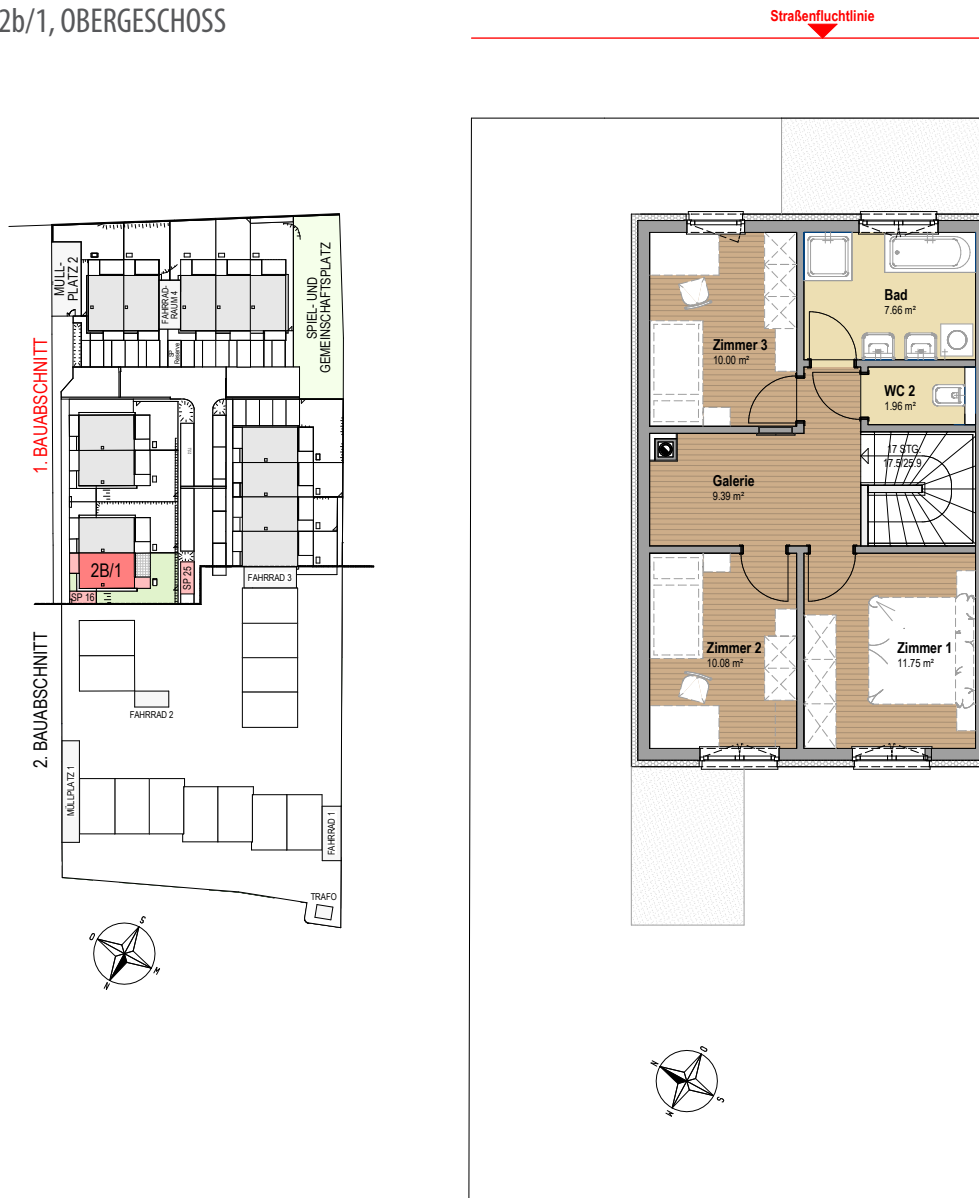 2b/1, OBERGESCHOSS
Straßenfluchtlinie
MÜLL-
PLATZ 2
FAHRRAD-
RAUM 4
SPIEL- UND
GEMEINSCHAFTSPLATZ
SP
Reserve
1. BAUABSCHNITT
2B/1
SP 16
SP 25
FAHRRAD 3
2. BAUABSCHNITT
FAHRRAD 2
MÜLLPLATZ 1
FAHRRAD 1
TRAFO
S
O
W
N
Bad
7.66 m²
Zimmer 3
10.00 m²
WC 2
1.96 m²
17 STG.
17.5/25.9
Galerie
9.39 m²
Zimmer 2
10.08 m²
Zimmer 1
11.75 m²
O
N
S
W